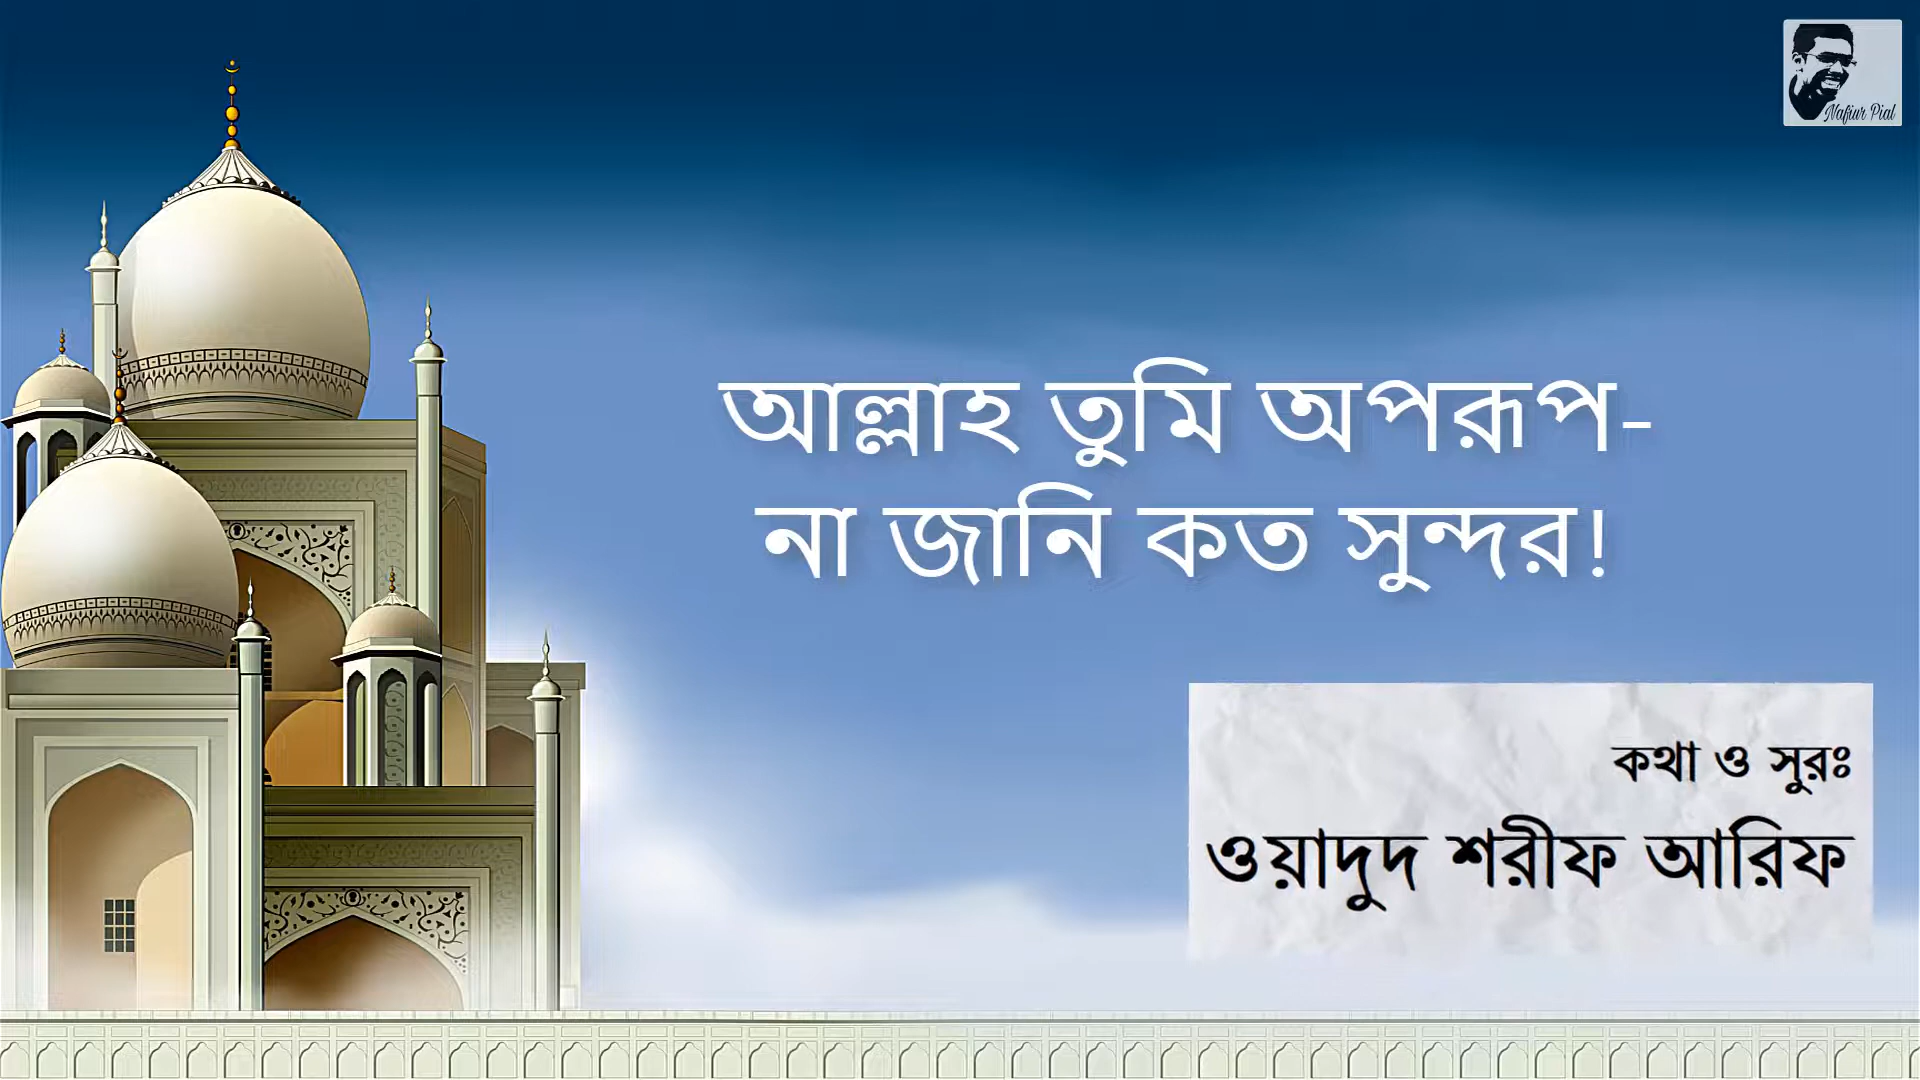 Nafiur Pial
আল্লাহ তুমি অপরূপ-
না জানি কত সুন্দর!
কথা ও সুরঃ
ওয়াদুদ শরীফ আরিফ